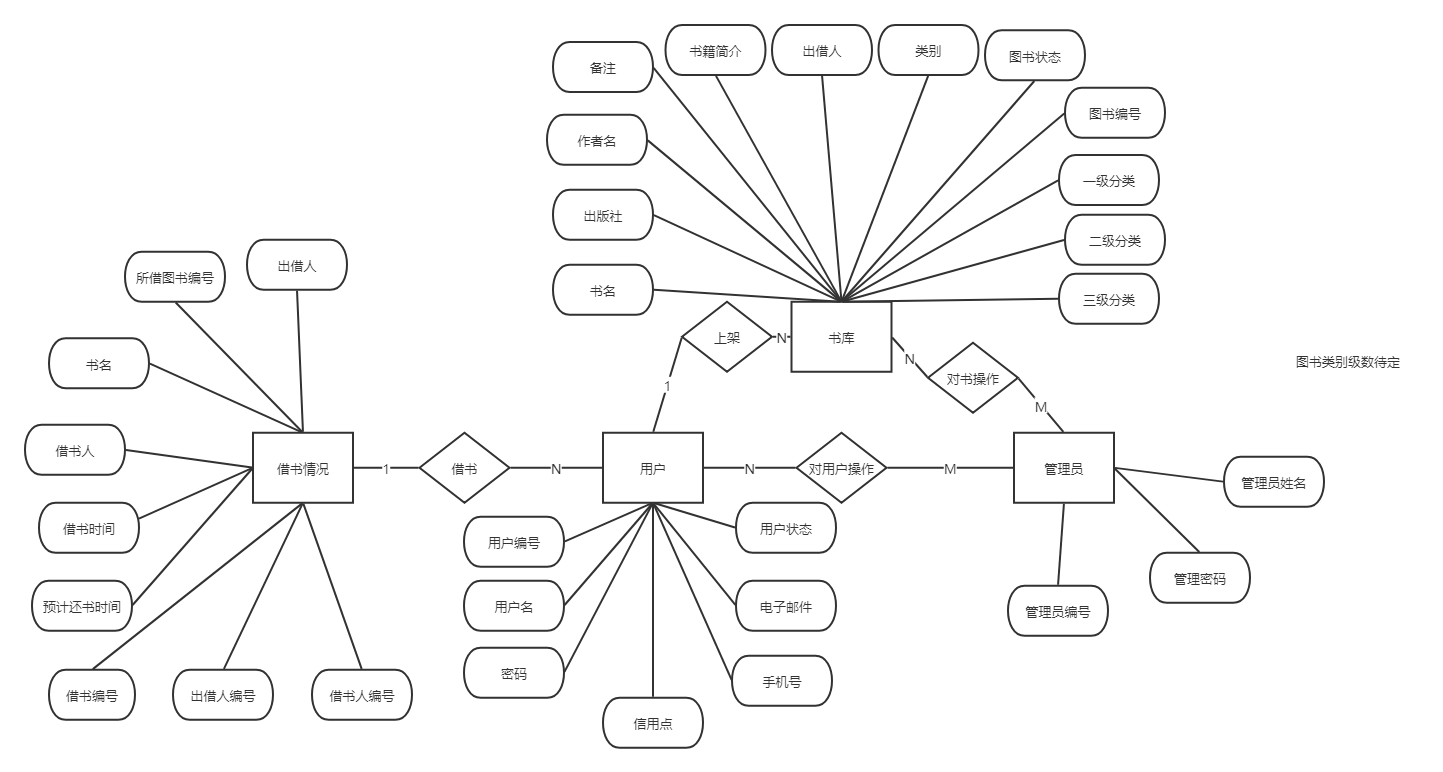 书籍简介
出借人
类别
图书状态
备注
图书编号
作者名
一级分类
出版社
二级分类
书名
三级分类
所借图书编号
出借人
上架
N
书库
书名
1
N
对书操作
M
图书类别级数待定
借书人
借书情况
1
借书
N
用户
N
对用户操作
M
管理员
管理员姓名
借书时间
用户编号
用户状态
预计还书时间
用户名
电子邮件
管理密码
管理员编号
密码
手机号
借书编号
出借人编号
借书人编号
信用点